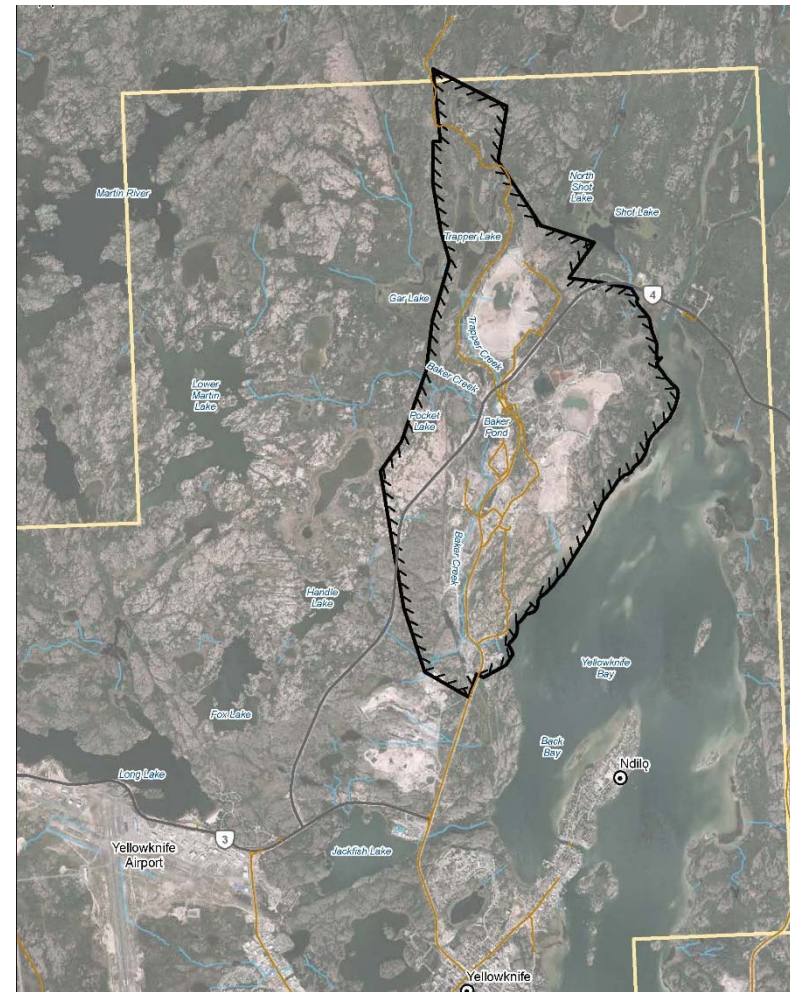 Martin River
North
Shot
Lake
Shot Lake
Trapper Lake
Gar Lake
4
Trapper Creek
Baker Creek
Lower
Martin
Lake
Pocket
Lake
Baker
Pond
Baker Creek
Handle
Lake
Yellowknife
Bay
Fox Lake
Back
Bay
Ndilǫ
Long Lake
3
Yellowknife
Airport
Jackfish Lake
Yellowknife